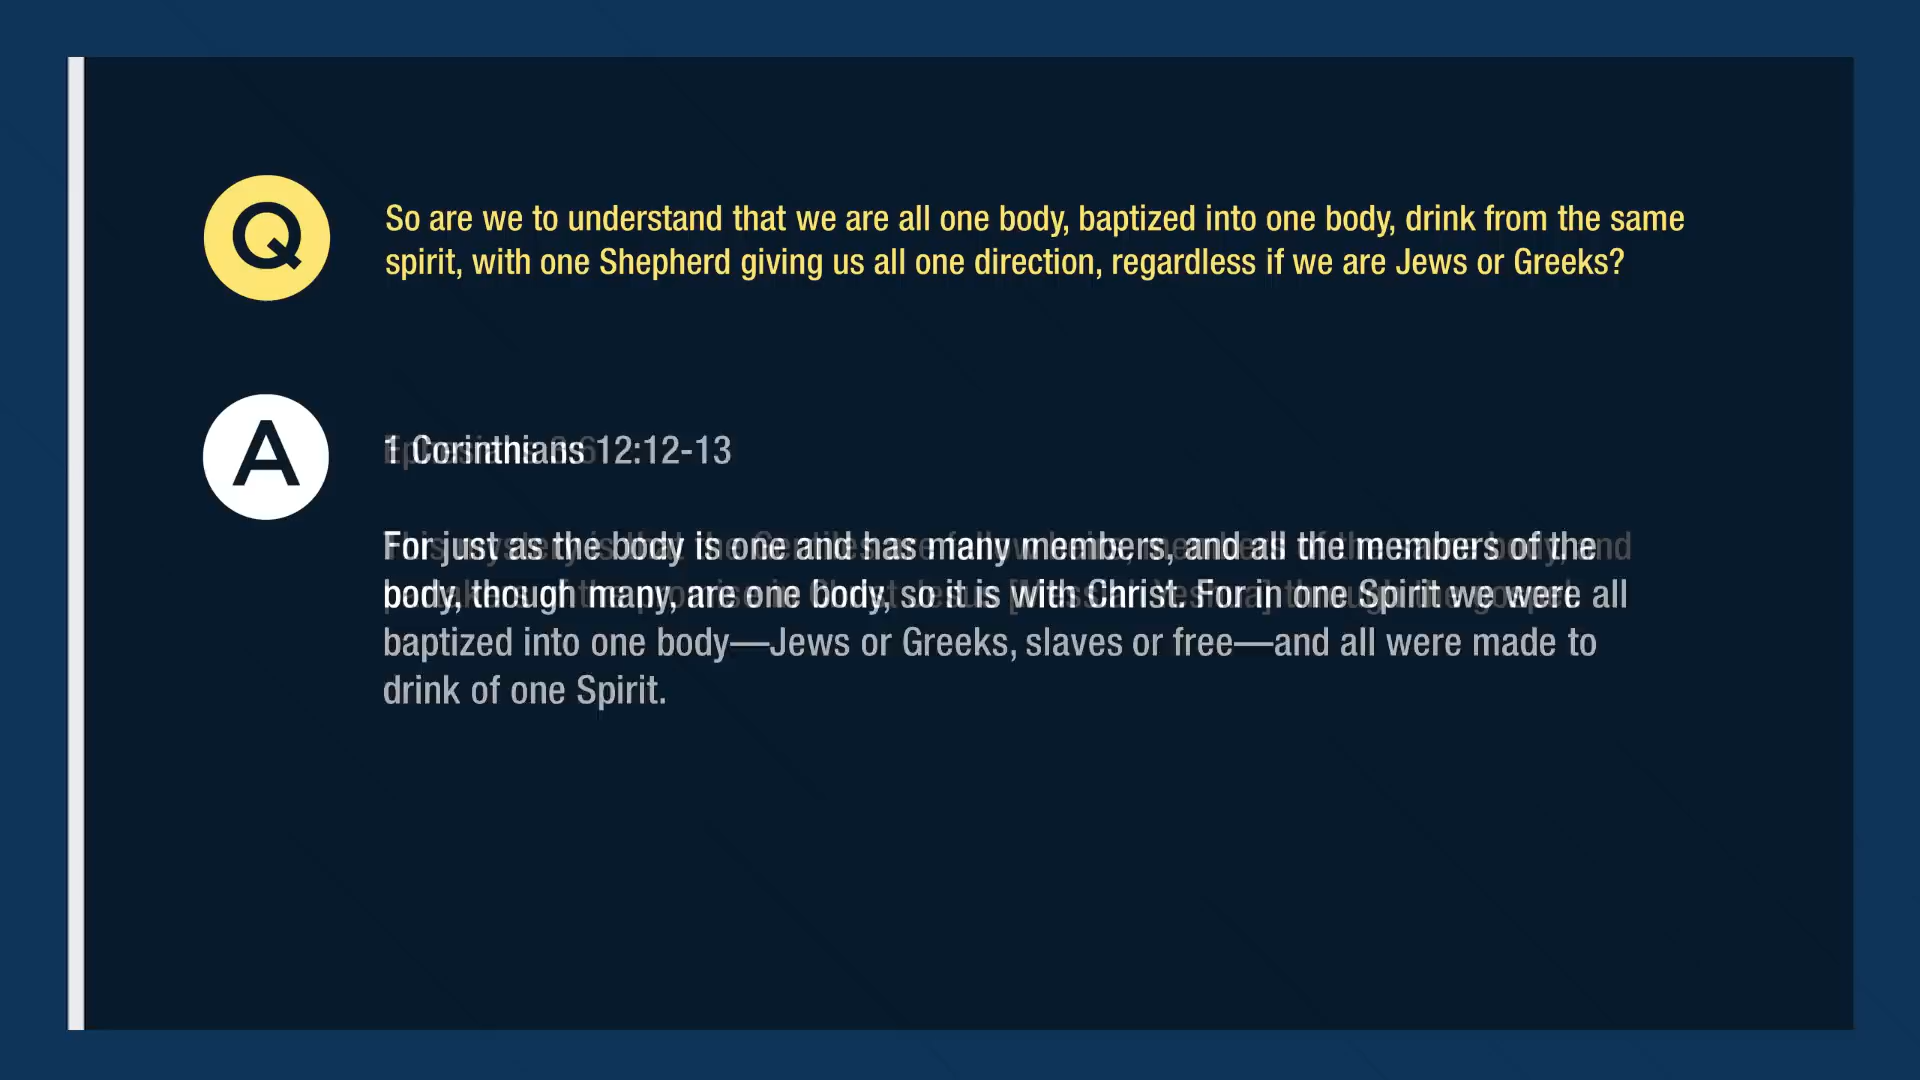 Q
So are we to understand that we are all one body, baptized into one body, drink from the same
spirit, with one Shepherd giving us all one direction, regardless if we are Jews or Greeks?
A
1 Corinthians 12:12-13
For just as the body is one and has many members, and all the members of the
body, though many, are one body, so it is with Christ. For in one Spirit we were all
baptized into one body—Jews or Greeks, slaves or free—and all were made to
drink of one Spirit.